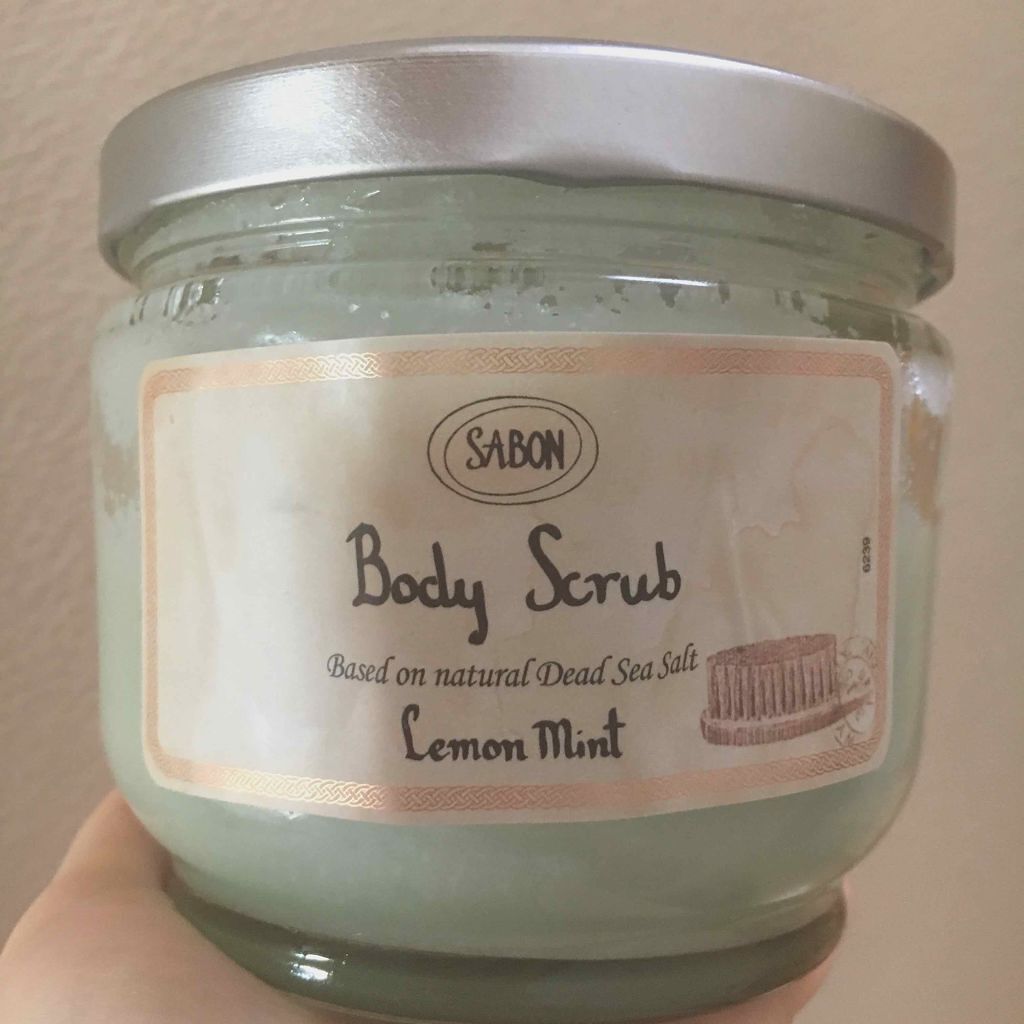 SABON
Body Scrub
6239
Based on natural Dead Sea Salt
Lemon Mint